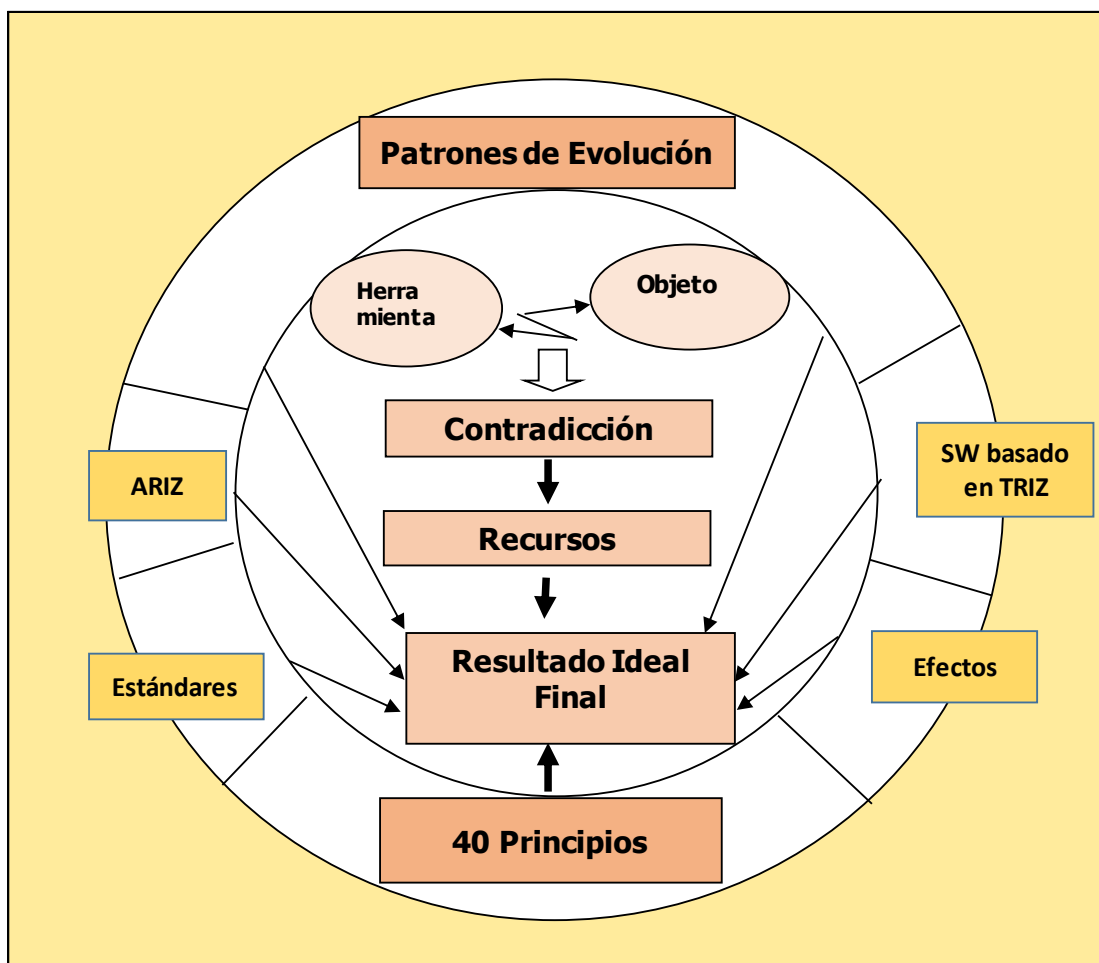 Patrones de Evolución
Herra
mienta
Objeto
Contradicción
ARIZ
SW basado
en TRIZ
Recursos
Resultado Ideal
Final
Estándares
Efectos
40 Principios